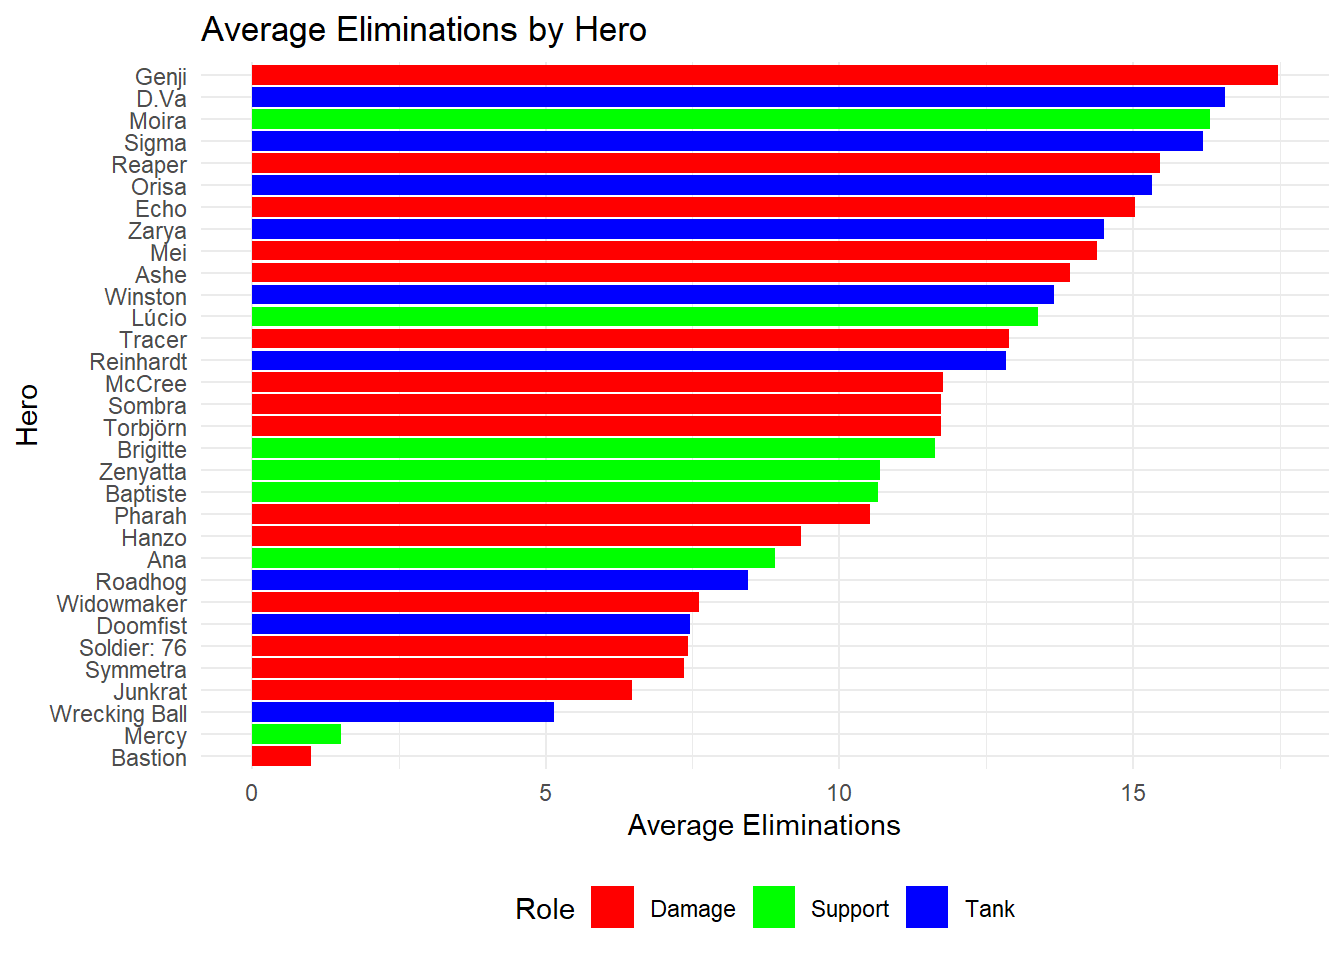 Average Eliminations by Hero
Genji
D.Va
Moira
Sigma
Reaper
Orisa
Echo
Zarya
Mei
Ashe
Winston
Lúcio
Tracer
Reinhardt
McCree
Sombra
Torbjörn
Brigitte
Zenyatta
Baptiste
Pharah
Hanzo
Ana
Roadhog
Widowmaker
Doomfist
Soldier: 76
Symmetra
Junkrat
Wrecking Ball
Mercy
Bastion
Hero
0 5 10 15
Average Eliminations
Role Damage Support Tank